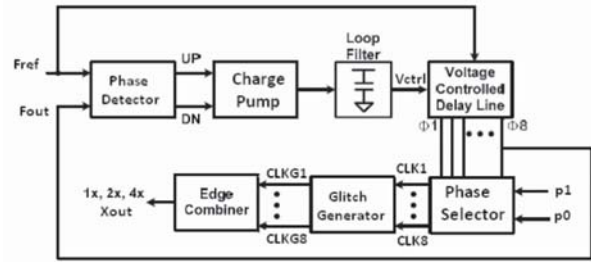 Fref
Fout
Phase
Detector
UP
DN
Charge
Pump
Loop
Filter
Vctrl
Voltage
Controlled
Delay Line
Φ1
Φ8
1x, 2x, 4x
Xout
Edge
Combiner
CLKG1
CLKG8
Glitch
Generator
CLK1
CLK8
Phase
Selector
p1
p0